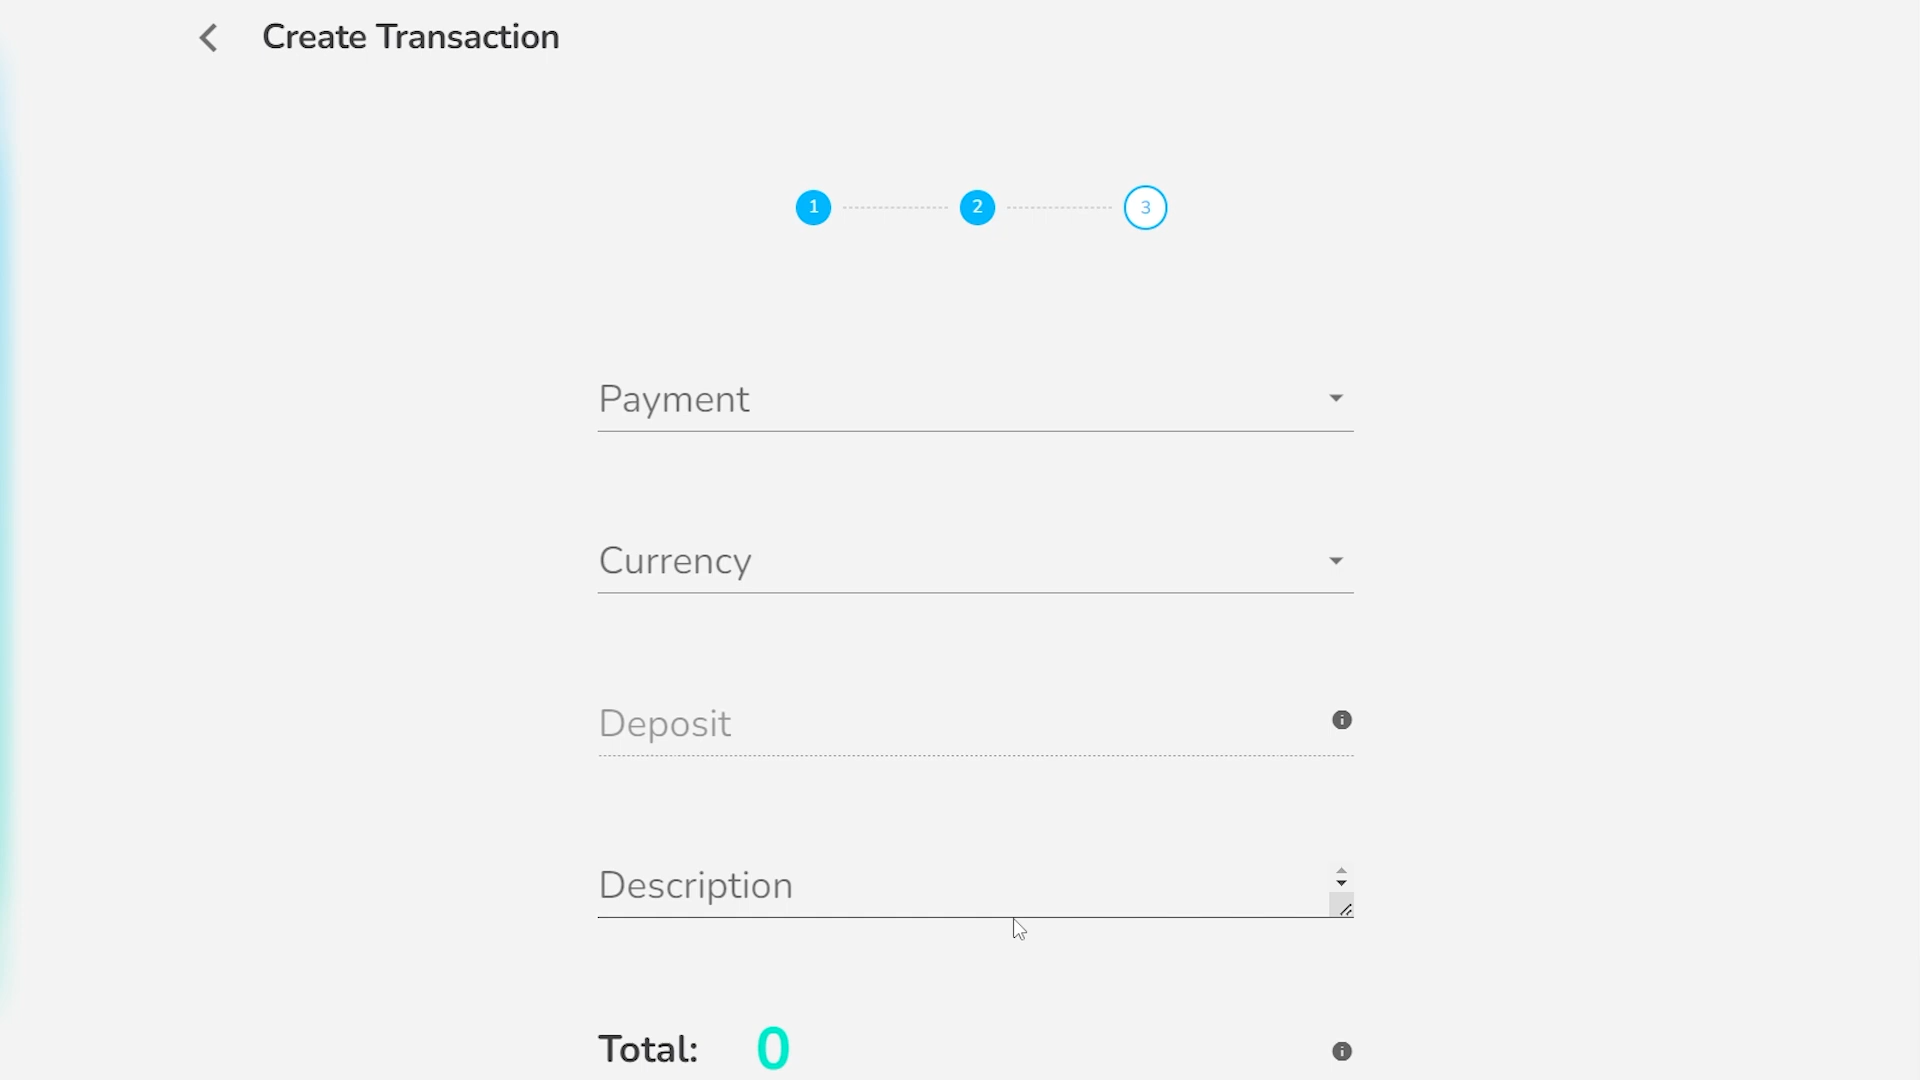 Create Transaction
1 2 3
Payment
Currency
Deposit
Description
Total: 0